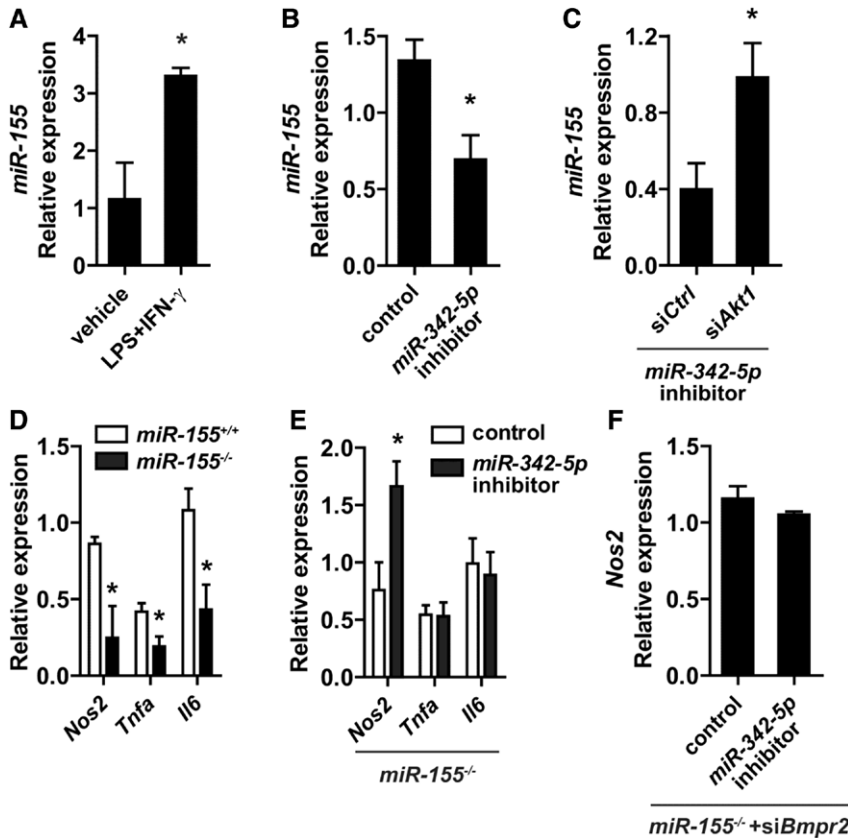 A
miR-155
Relative expression
4
3
2
1
0
*
vehicle
LPS+IFN-γ
B
miR-155
Relative expression
1.5
1.0
0.5
0.0
*
control
miR-342-5p
inhibitor
C
miR-155
Relative expression
1.2
0.8
0.4
0.0
*
siCtrl
siAkt1
miR-342-5p
inhibitor
D
miR-155+/+
miR-155-/-
Relative expression
1.5
1.0
0.5
0.0
*
*
*
Nos2
Tnfa
Il6
E
control
miR-342-5p
inhibitor
Relative expression
2.0
1.5
1.0
0.5
0.0
*
Nos2
Tnfa
Il6
miR-155-/-
F
Nos2
Relative expression
1.5
1.0
0.5
0.0
control
miR-342-5p
inhibitor
miR-155-/-+siBmpr2